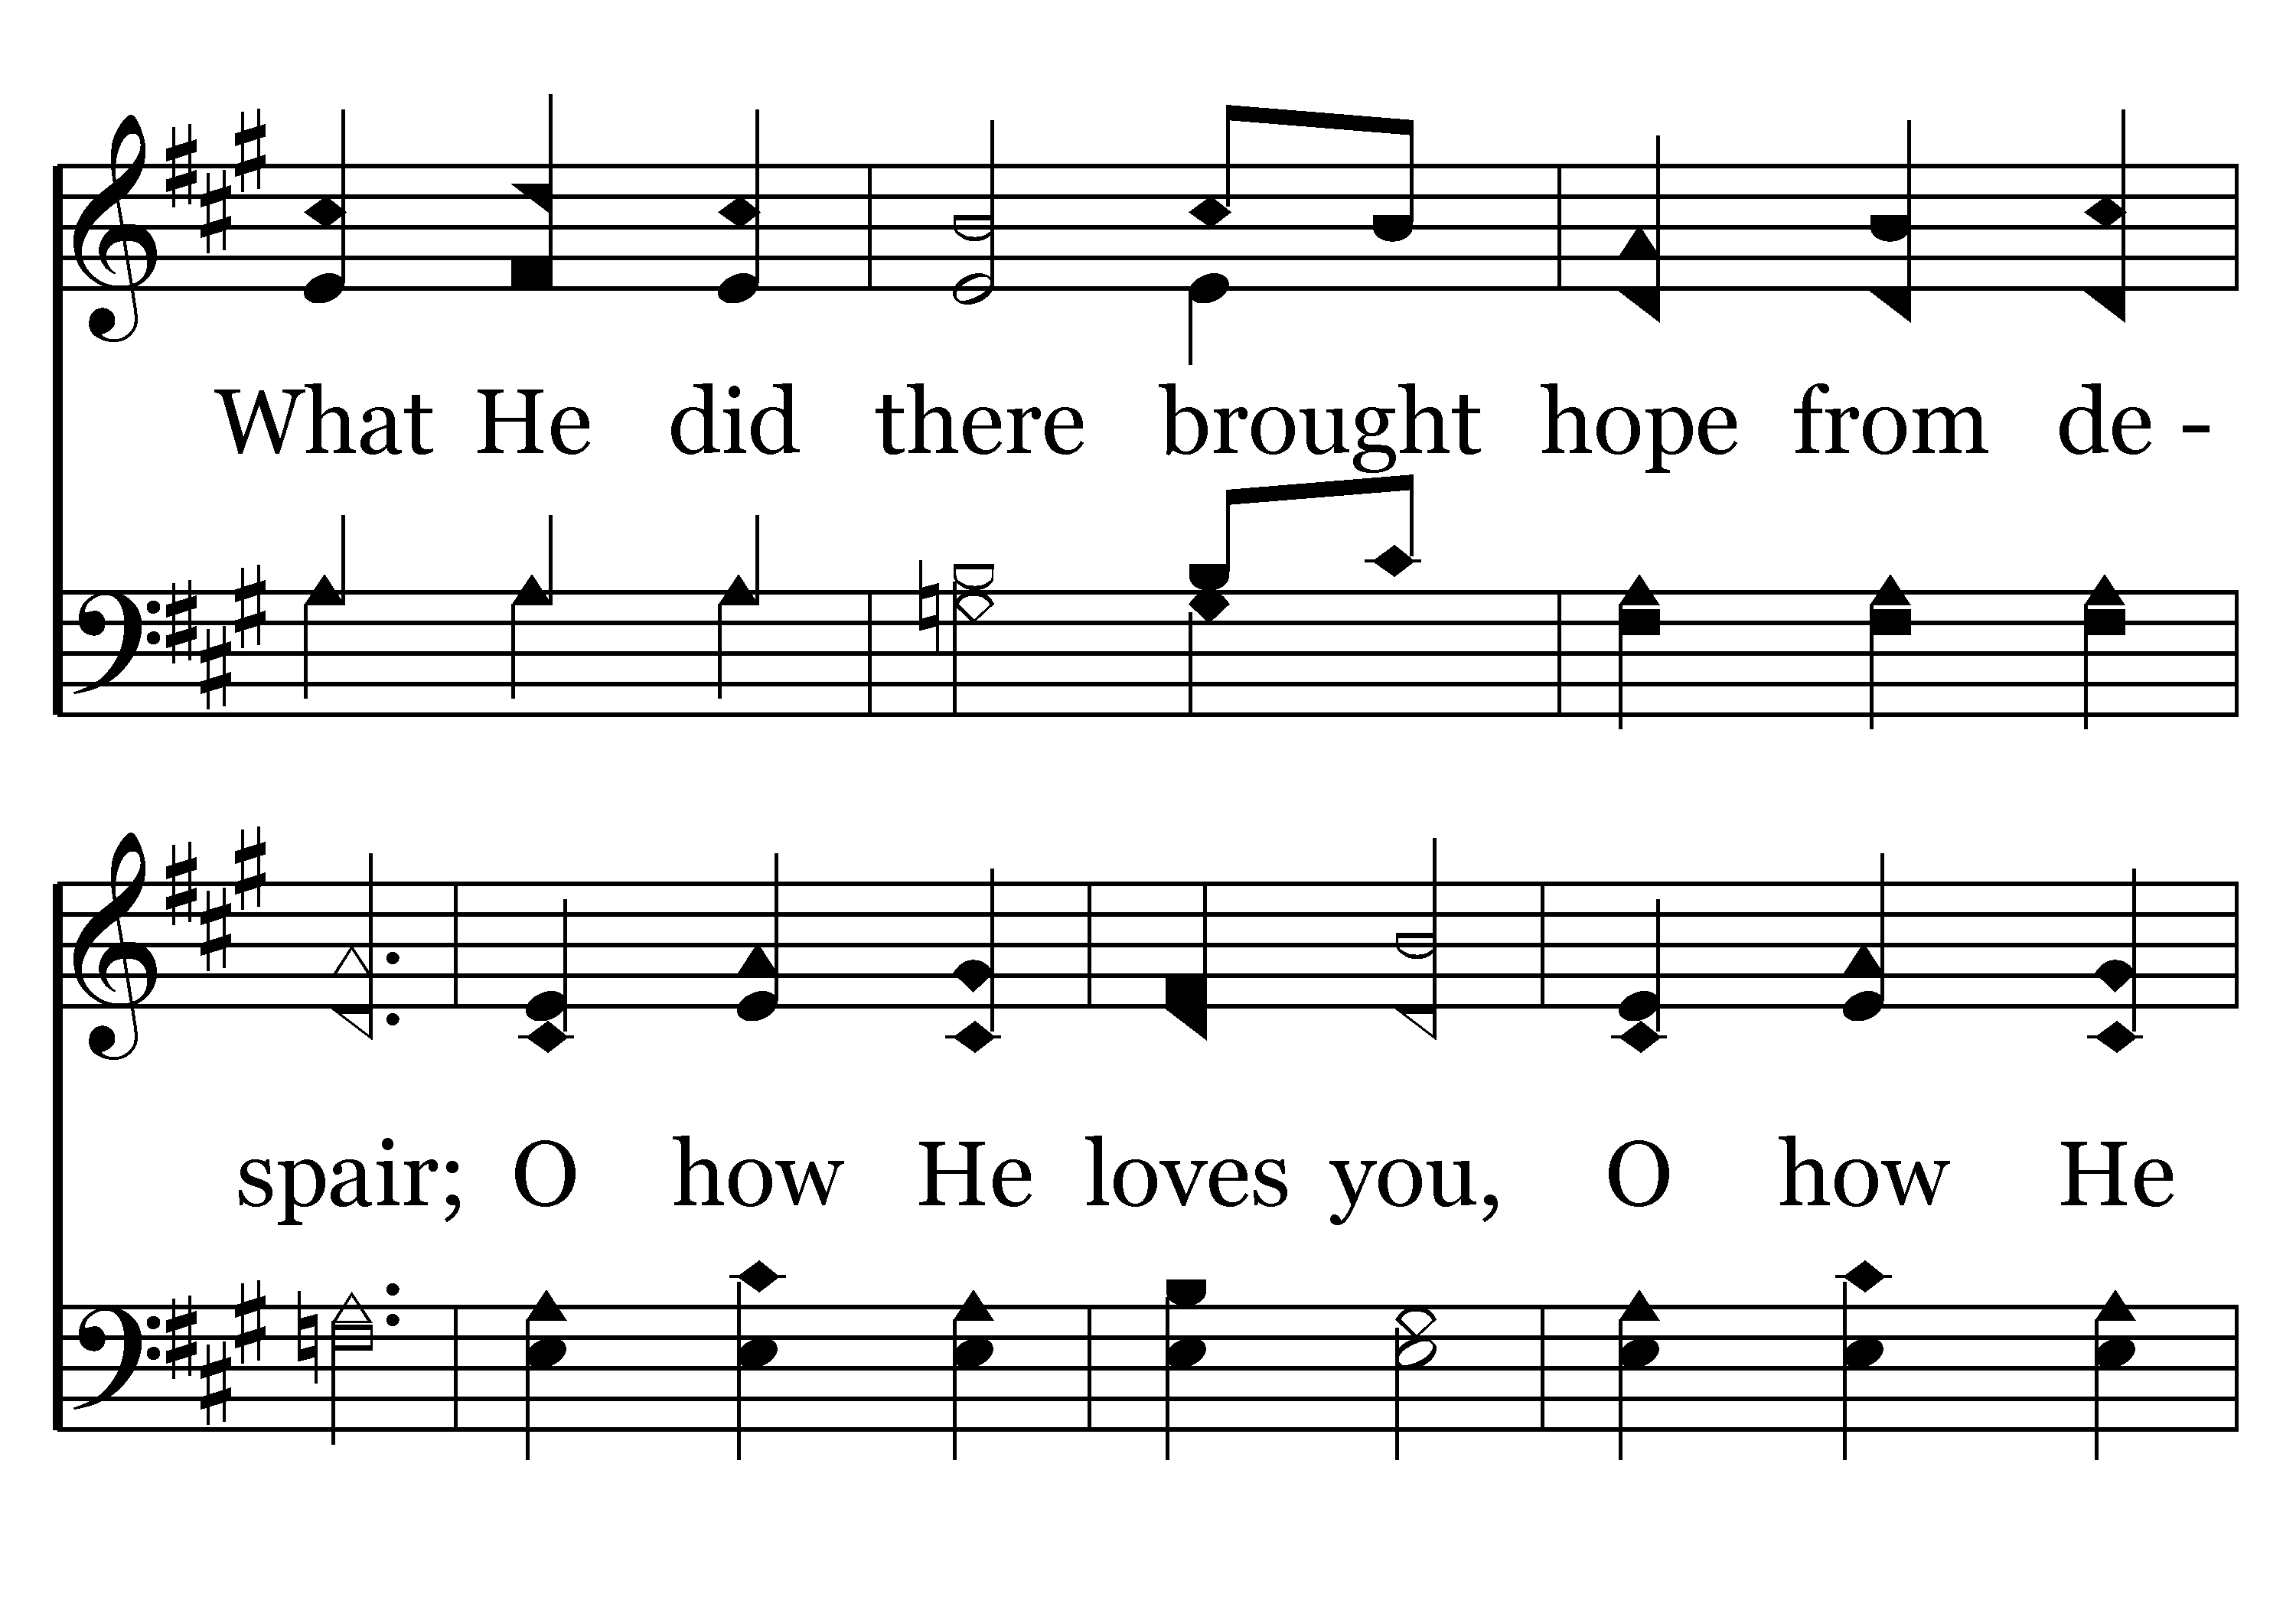 What He did there brought hope from de -
spair; O how He loves you, O how He